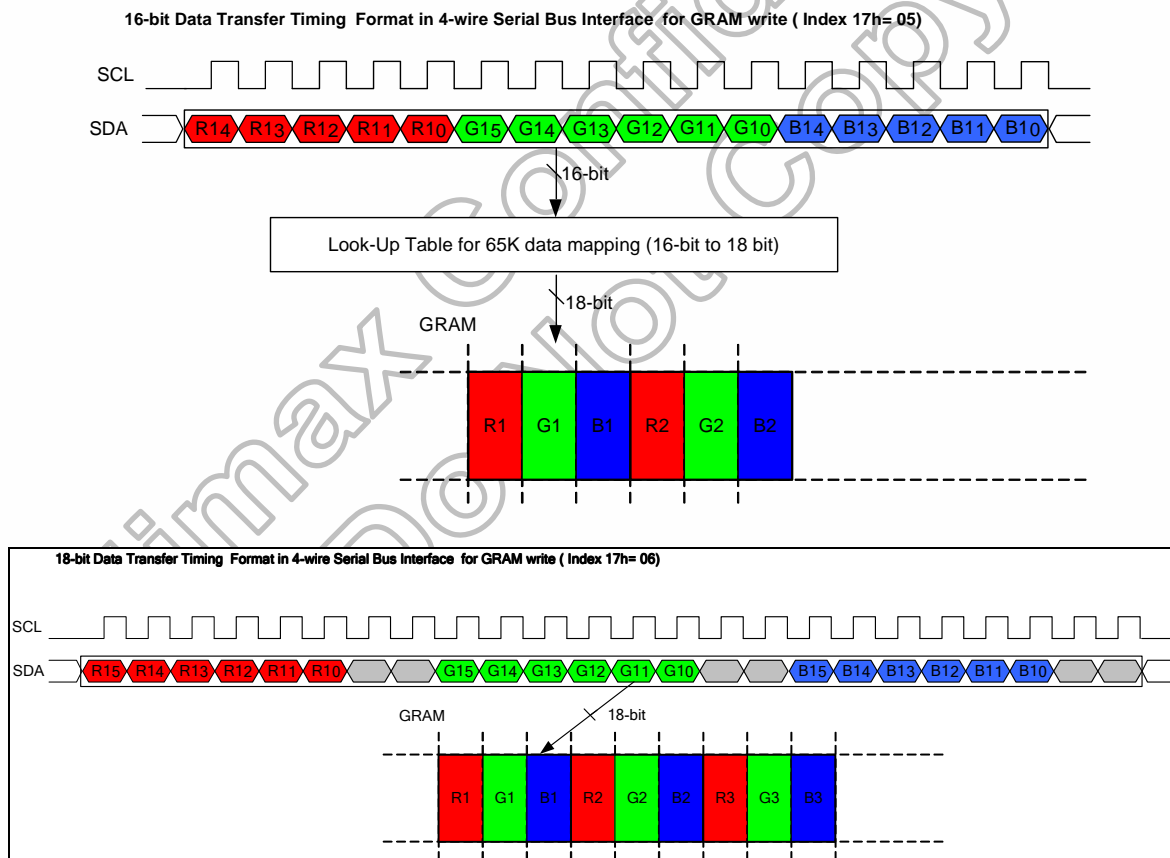 16-bit Data Transfer Timing Format in 4-wire Serial Bus Interface for GRAM write ( Index 17h= 05)
SCL
SDA R14 R13 R12 R11 R10 G15 G14 G13 G12 G11 G10 B14 B13 B12 B11 B10
16-bit
Look-Up Table for 65K data mapping (16-bit to 18 bit)
18-bit
GRAM
R1 G1 B1 R2 G2 B2
18-bit Data Transfer Timing Format in 4-wire Serial Bus Interface for GRAM write ( Index 17h= 06)
SCL
SDA R15 R14 R13 R12 R11 R10 G15 G14 G13 G12 G11 G10 B15 B14 B13 B12 B11 B10
GRAM 18-bit
R1 G1 B1 R2 G2 B2 R3 G3 B3